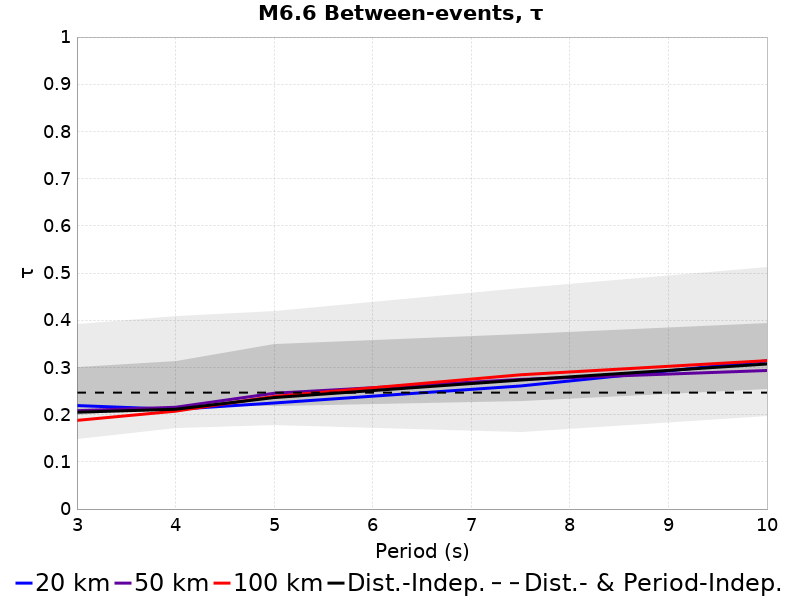 M6.6 Between-events, τ
1
0.9
0.8
0.7
0.6
0.5
0.4
0.3
0.2
0.1
0
τ
3 4 5 6 7 8 9 10
Period (s)
20 km 50 km 100 km Dist.-Indep. Dist.- & Period-Indep.